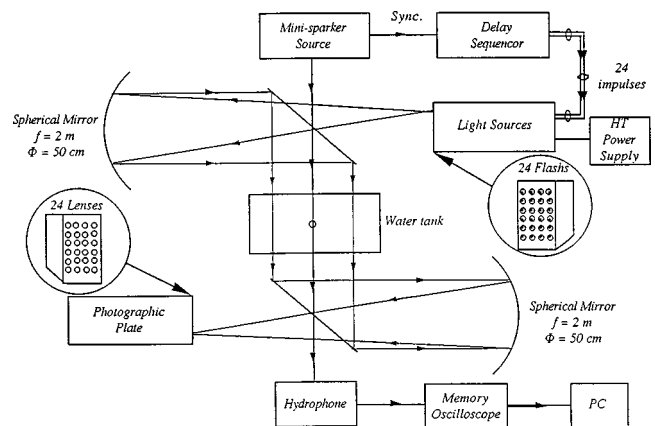 Mini-sparker
Source
Sync.
Delay
Sequencor
24
impulses
Spherical Mirror
f = 2 m
Φ = 50 cm
Light Sources
HT
Power
Supply
24 Flashs
24 Lenses
Water tank
Photographic
Plate
Spherical Mirror
f = 2 m
Φ = 50 cm
Hydrophone
Memory
Oscilloscope
PC